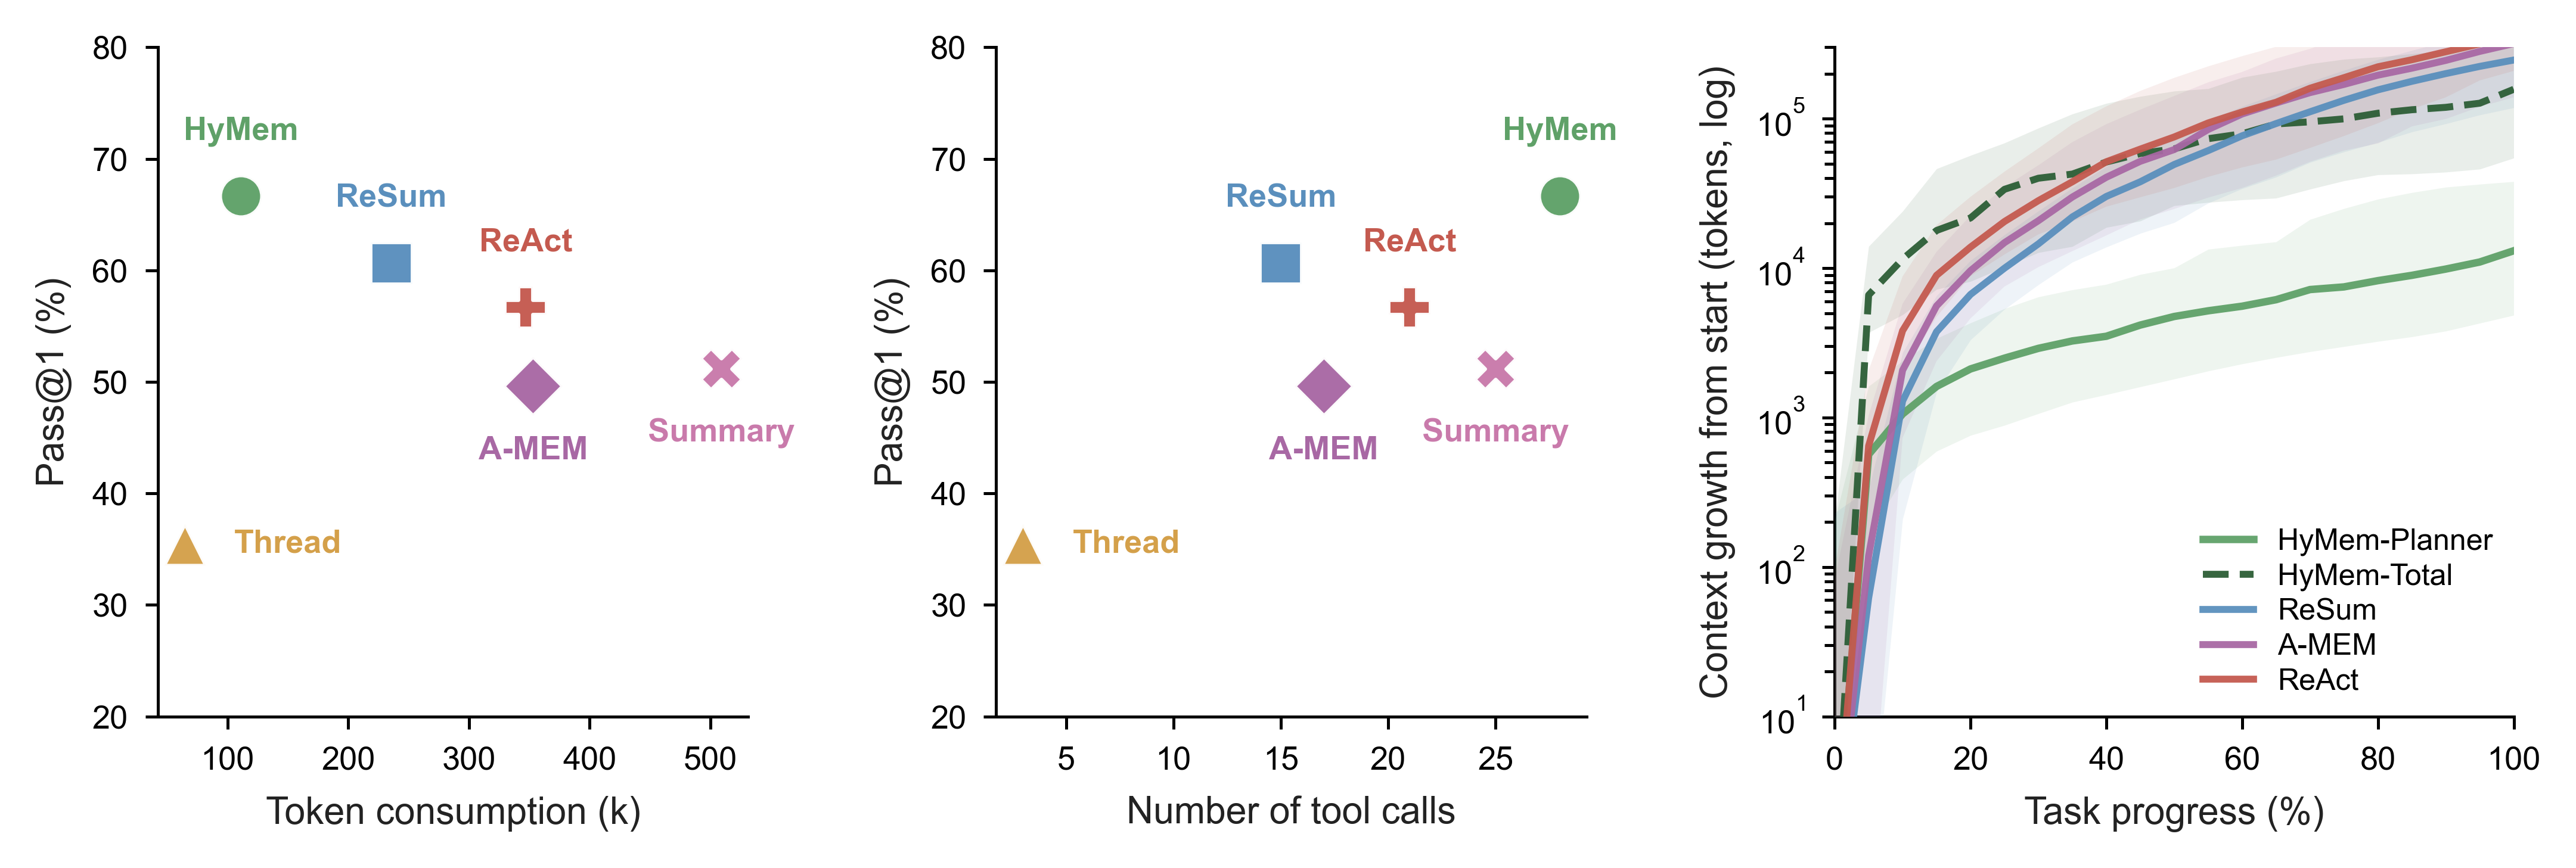 80
70
60
50
40
30
20
Pass@1 (%)
HyMem
ReSum
ReAct
A-MEM
Summary
Thread
100 200 300 400 500
Token consumption (k)
80
70
60
50
40
30
20
Pass@1 (%)
HyMem
ReSum
ReAct
A-MEM
Summary
Thread
5 10 15 20 25
Number of tool calls
10^5
10^4
10^3
10^2
10^1
Context growth from start (tokens, log)
HyMem-Planner
HyMem-Total
ReSum
A-MEM
ReAct
0 20 40 60 80 100
Task progress (%)